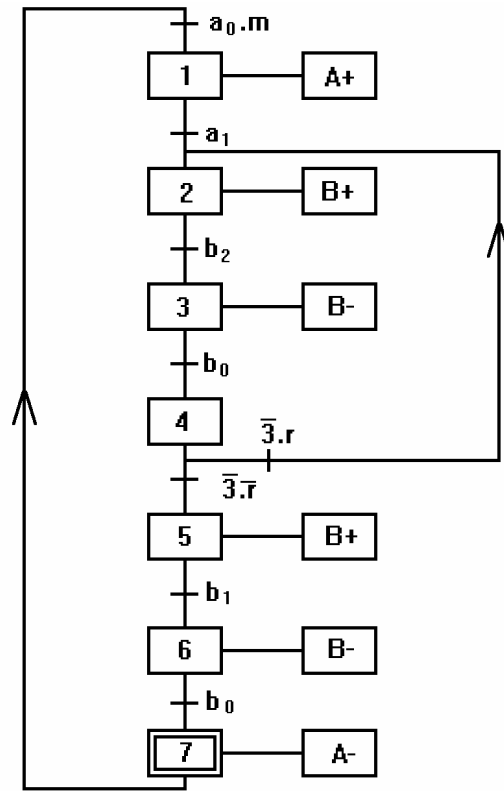 a₀.m
1 A+
a₁
2 B+
b₂
3 B-
b₀
4
3̅.r
3̅.r̅
5 B+
b₁
6 B-
b₀
7 A-